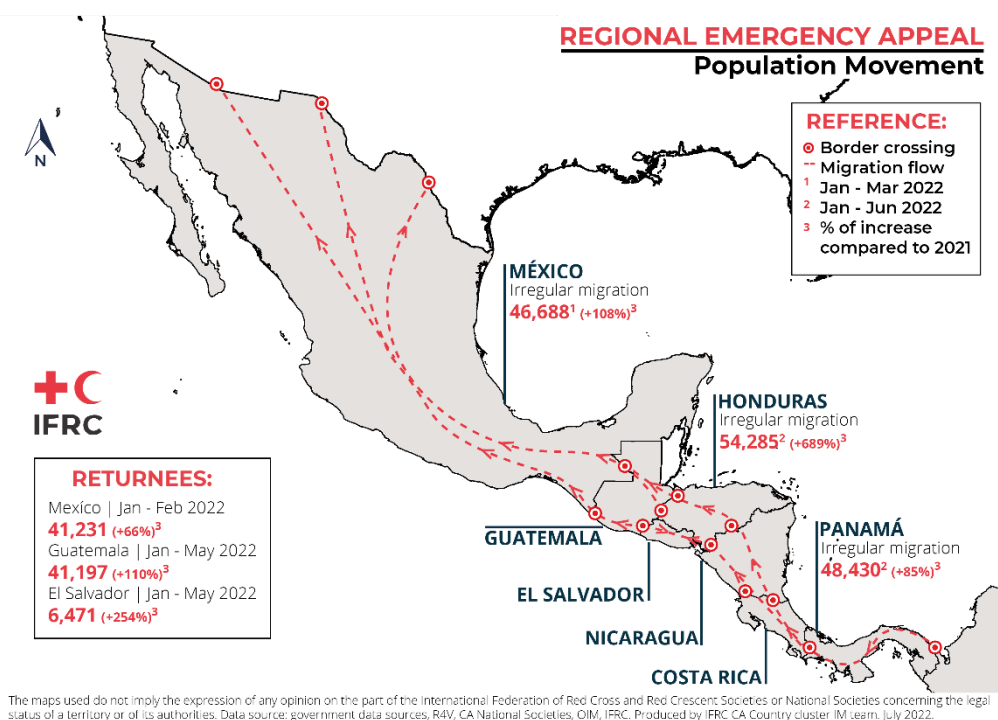 REGIONAL EMERGENCY APPEAL
Population Movement
REFERENCE:
Border crossing
Migration flow
1 Jan - Mar 2022
2 Jan - Jun 2022
3 % of increase
compared to 2021
N
MÉXICO
Irregular migration
46,688¹ (+108%)³
HONDURAS
Irregular migration
54,285² (+689%)³
IFRC
RETURNEES:
Mexico | Jan - Feb 2022
41,231 (+66%)³
Guatemala | Jan - May 2022
41,197 (+110%)³
El Salvador | Jan - May 2022
6,471 (+254%)³
GUATEMALA
EL SALVADOR
NICARAGUA
COSTA RICA
PANAMÁ
Irregular migration
48,430² (+85%)³
The maps used do not imply the expression of any opinion on the part of the International Federation of Red Cross and Red Crescent Societies or National Societies concerning the legal
status of a territory or of its authorities. Data source: government data sources, R4V, CA National Societies, OIM, IFRC. Produced by IFRC CA Country cluster IM team. July 2022